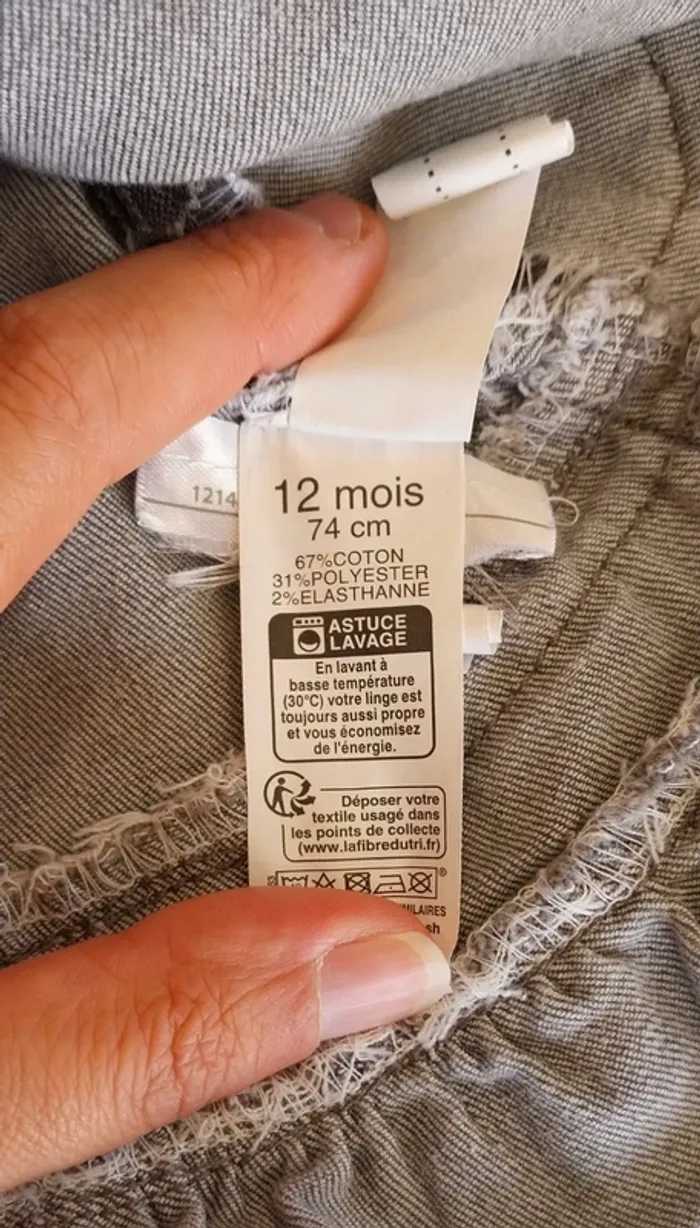 1214
12 mois
74 cm
67%COTON
31%POLYESTER
2%ELASTHANNE
ASTUCE
LAVAGE
En lavant à
basse température
(30°C) votre linge est
toujours aussi propre
et vous économisez
de l'énergie.
Déposer votre
textile usagé dans
les points de collecte
(www.lafibredutri.fr)
®